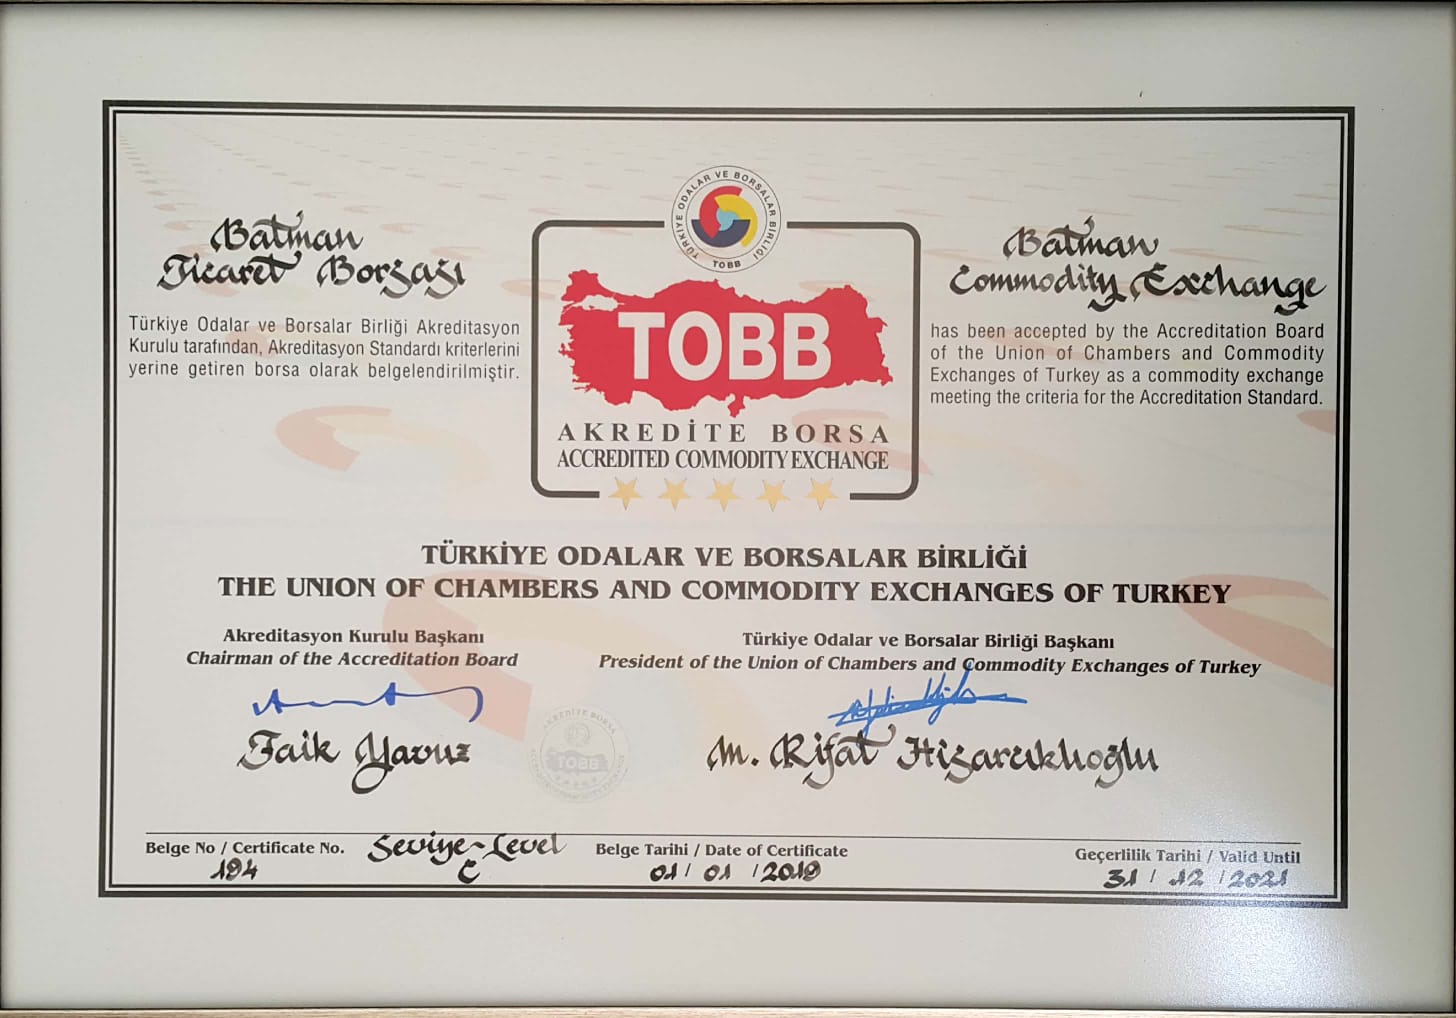 TÜRKİYE ODALAR VE BORSALAR BİRLİĞİ
TOBB
Batman
Ticaret Borsası
Türkiye Odalar ve Borsalar Birliği Akreditasyon
Kurulu tarafından, Akreditasyon Standardı kriterlerini
yerine getiren borsa olarak belgelendirilmiştir.
TOBB
AKREDİTE BORSA
ACCREDITED COMMODITY EXCHANGE
Batman
Commodity Exchange
has been accepted by the Accreditation Board
of the Union of Chambers and Commodity
Exchanges of Turkey as a commodity exchange
meeting the criteria for the Accreditation Standard.
TÜRKİYE ODALAR VE BORSALAR BİRLİĞİ
THE UNION OF CHAMBERS AND COMMODITY EXCHANGES OF TURKEY
Akreditasyon Kurulu Başkanı
Chairman of the Accreditation Board
Faik Yavuz
Türkiye Odalar ve Borsalar Birliği Başkanı
President of the Union of Chambers and Commodity Exchanges of Turkey
M. Rifat Hisarcıklıoğlu
AKREDİTE BORSA
TOBB
Belge No / Certificate No.
194
Seviye-Level
C
Belge Tarihi / Date of Certificate
01 / 01 / 2019
Geçerlilik Tarihi / Valid Until
31 / 12 / 2021